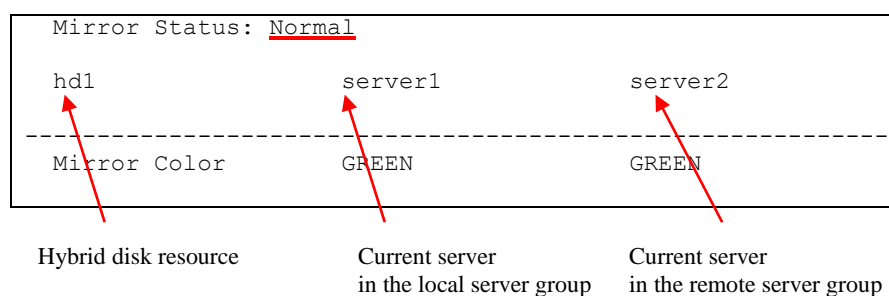 Mirror Status: Normal
hd1 server1 server2
------------------------------------------------------------
Mirror Color GREEN GREEN
Hybrid disk resource Current server Current server
in the local server group in the remote server group